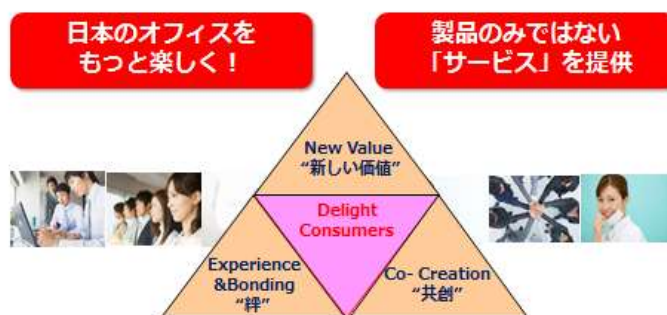 日本のオフィスを
もっと楽しく！
製品のみではない
「サービス」を提供
New Value
“新しい価値”
Delight
Consumers
Experience
&Bonding
“絆”
Co- Creation
“共創”